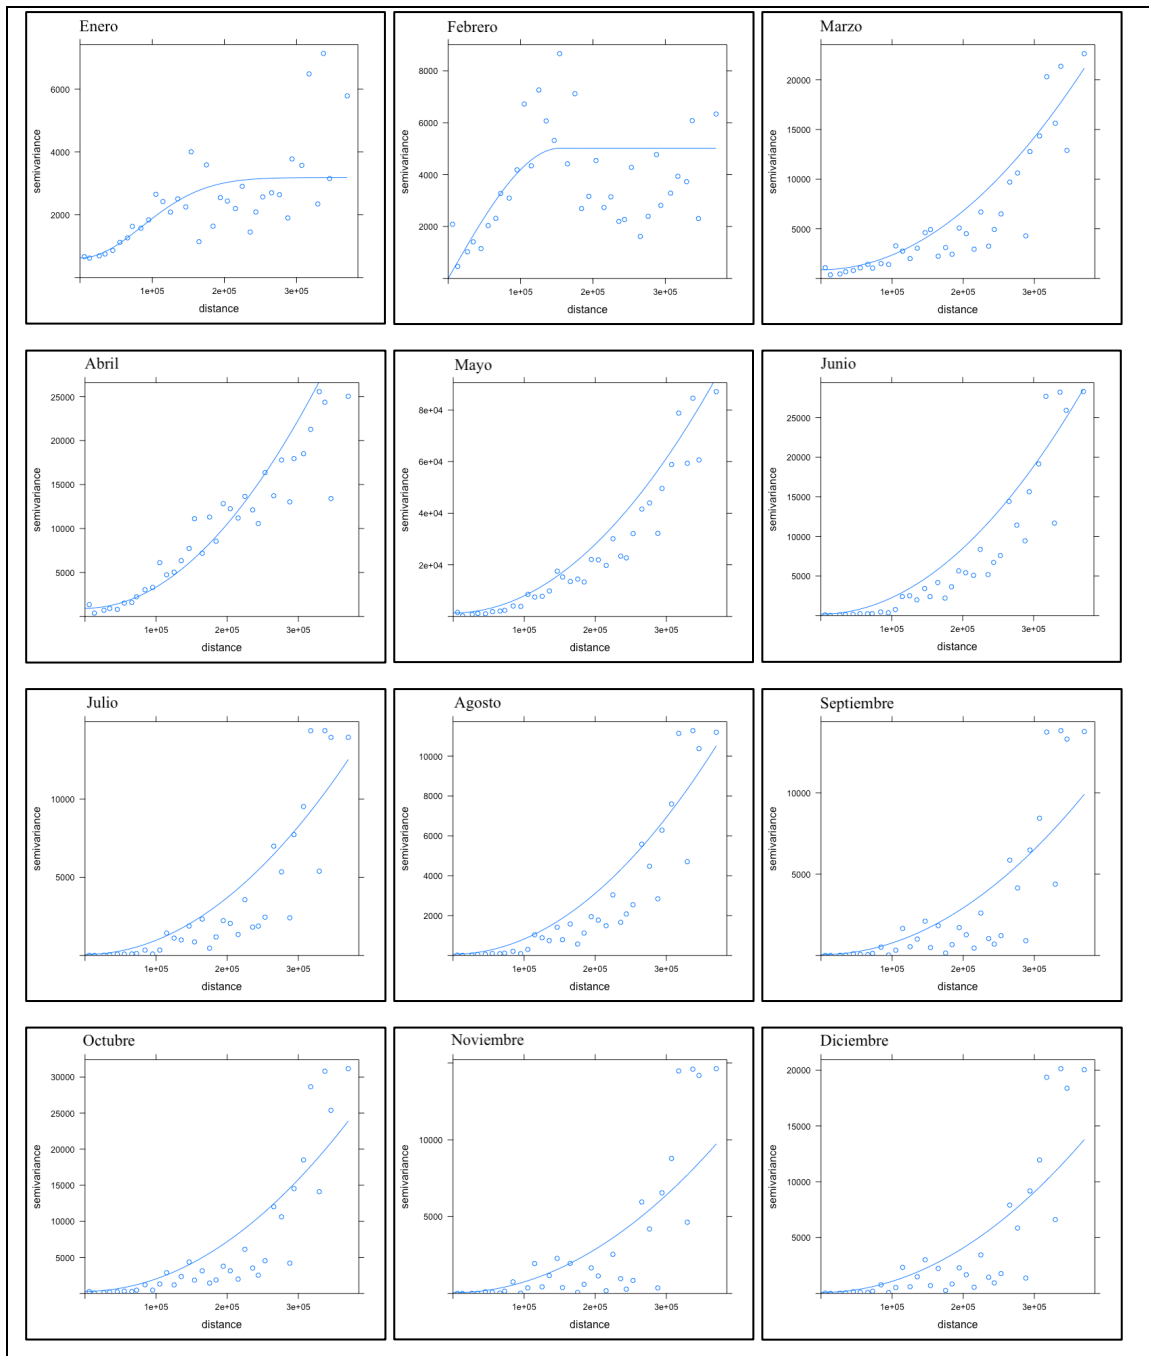 Enero
semivariance
6000
4000
2000
1e+05
2e+05
3e+05
distance
Febrero
semivariance
8000
6000
4000
2000
1e+05
2e+05
3e+05
distance
Marzo
semivariance
20000
15000
10000
5000
1e+05
2e+05
3e+05
distance
Abril
semivariance
25000
20000
15000
10000
5000
1e+05
2e+05
3e+05
distance
Mayo
semivariance
8e+04
6e+04
4e+04
2e+04
1e+05
2e+05
3e+05
distance
Junio
semivariance
25000
20000
15000
10000
5000
1e+05
2e+05
3e+05
distance
Julio
semivariance
10000
5000
1e+05
2e+05
3e+05
distance
Agosto
semivariance
10000
8000
6000
4000
2000
1e+05
2e+05
3e+05
distance
Septiembre
semivariance
10000
5000
1e+05
2e+05
3e+05
distance
Octubre
semivariance
30000
25000
20000
15000
10000
5000
1e+05
2e+05
3e+05
distance
Noviembre
semivariance
10000
5000
1e+05
2e+05
3e+05
distance
Diciembre
semivariance
20000
15000
10000
5000
1e+05
2e+05
3e+05
distance